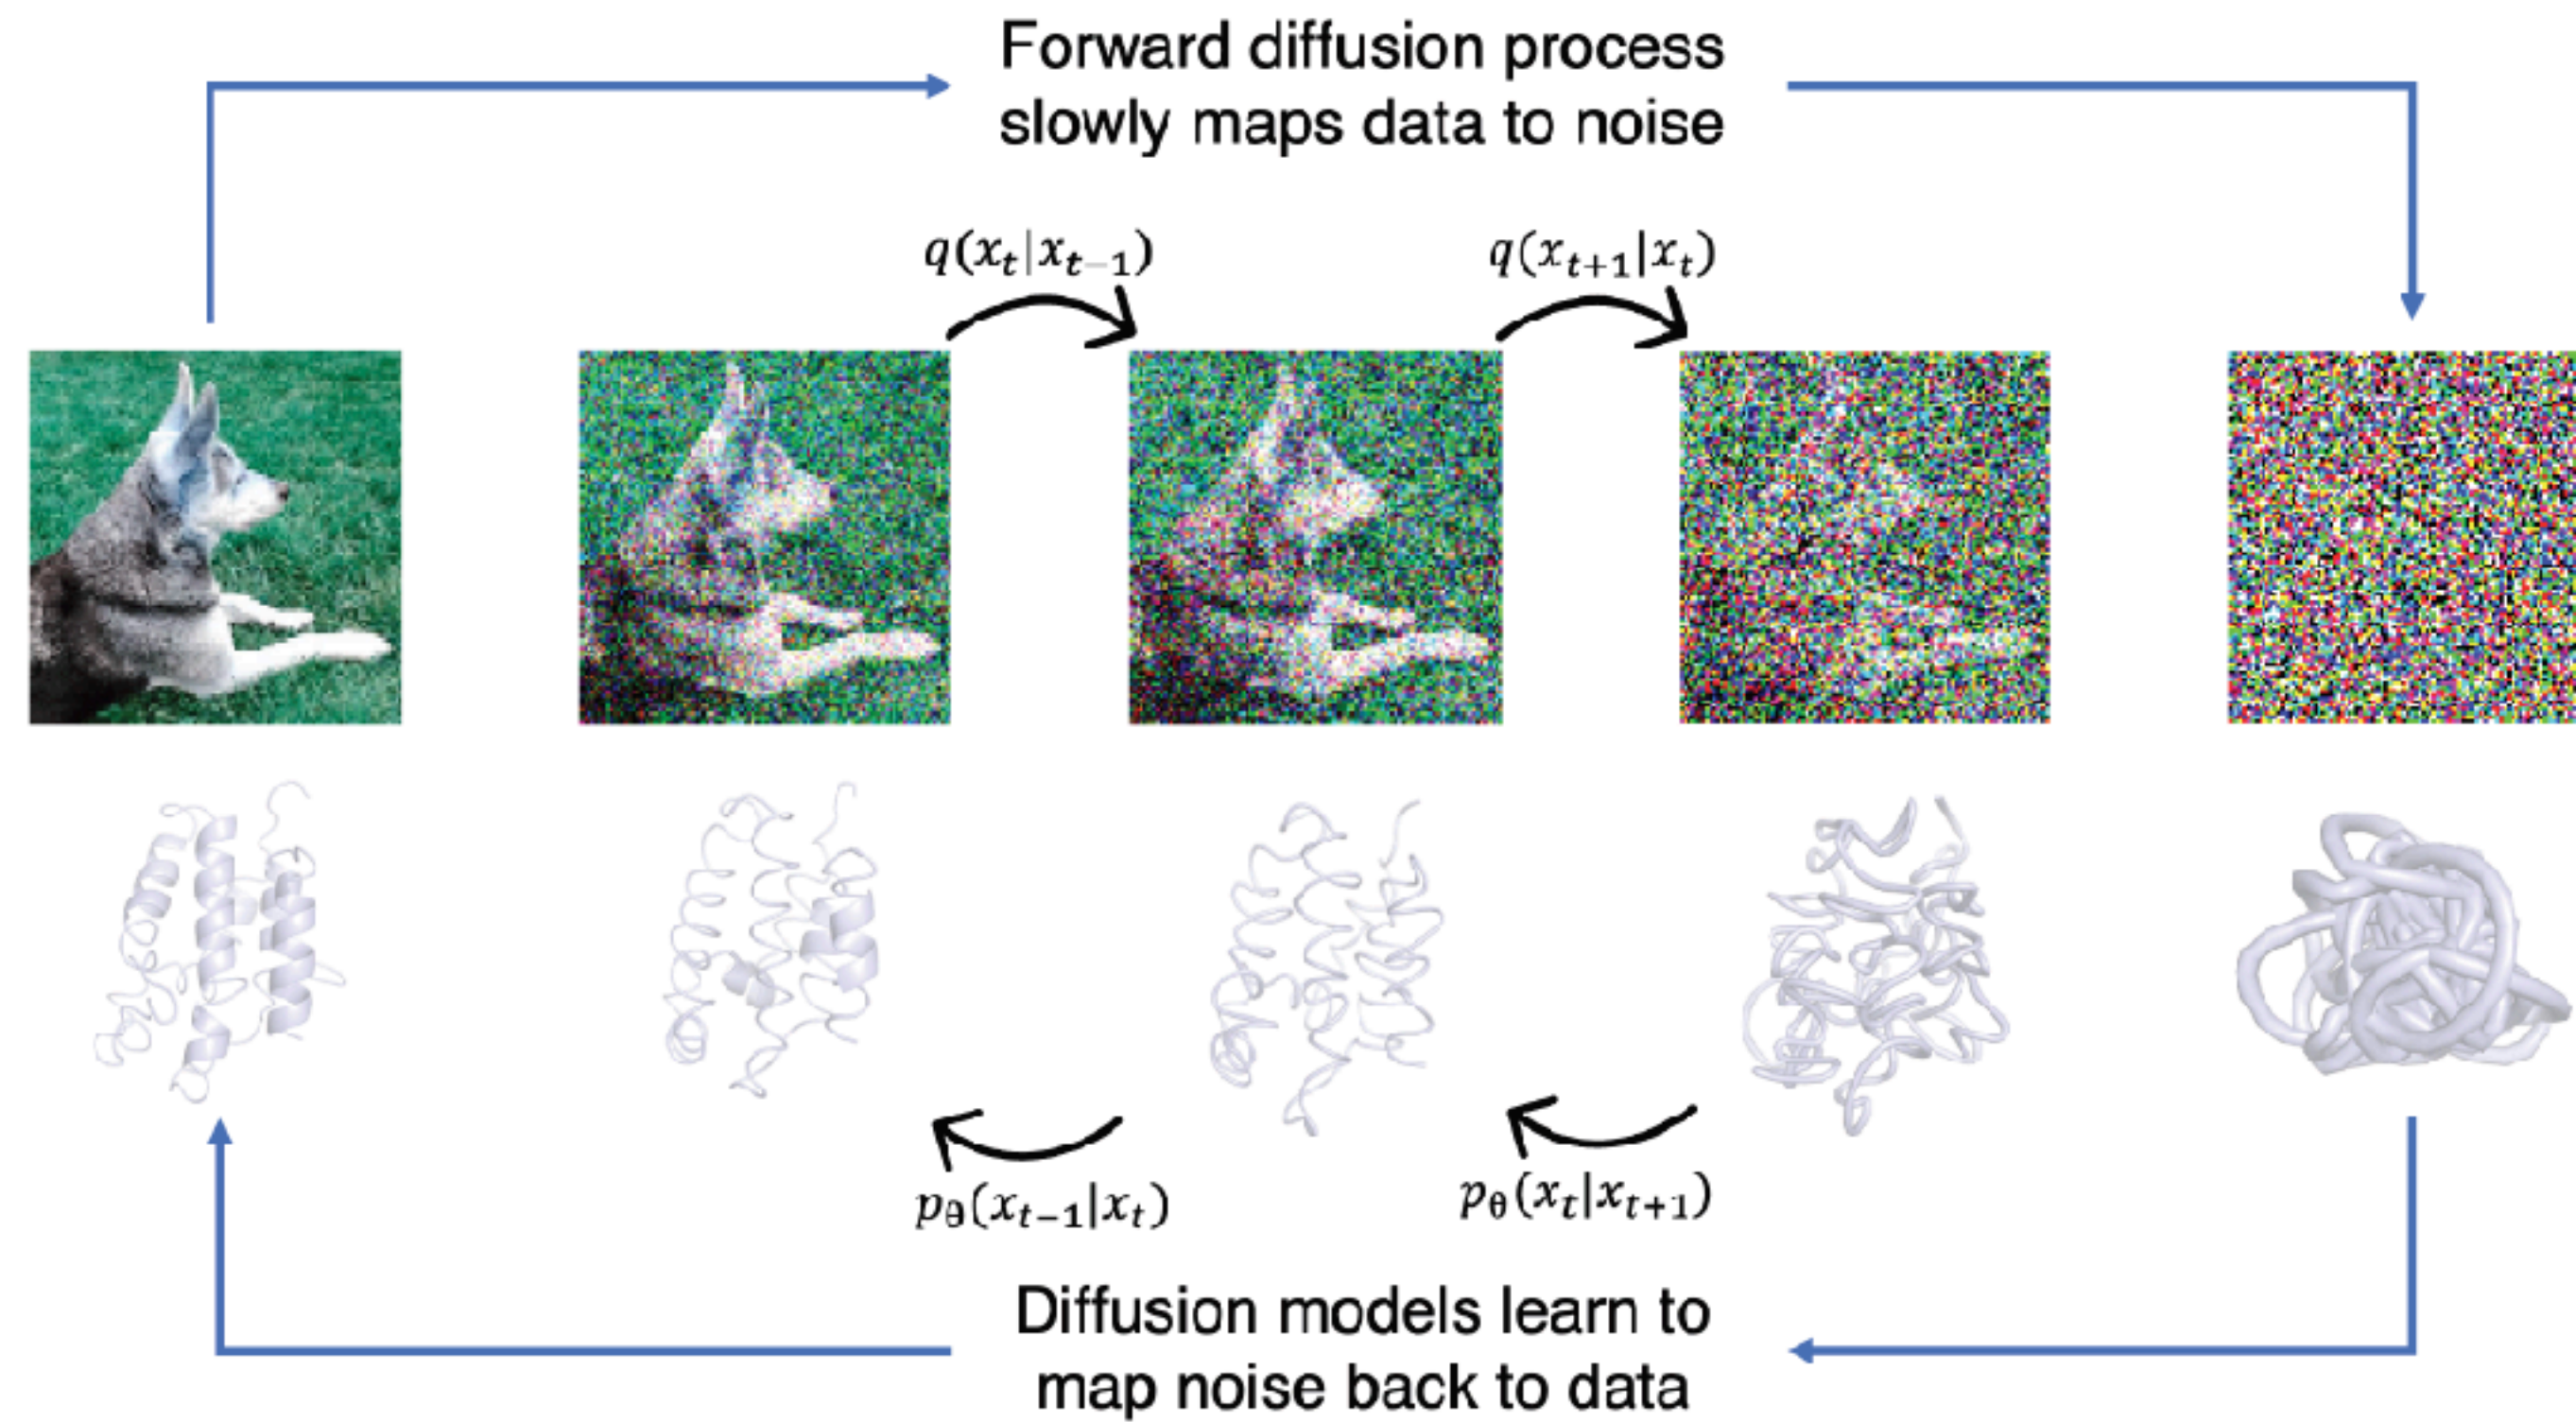 Forward diffusion process
slowly maps data to noise
q(x_t|x_{t-1})
q(x_{t+1}|x_t)
p_θ(x_{t-1}|x_t)
p_θ(x_t|x_{t+1})
Diffusion models learn to
map noise back to data